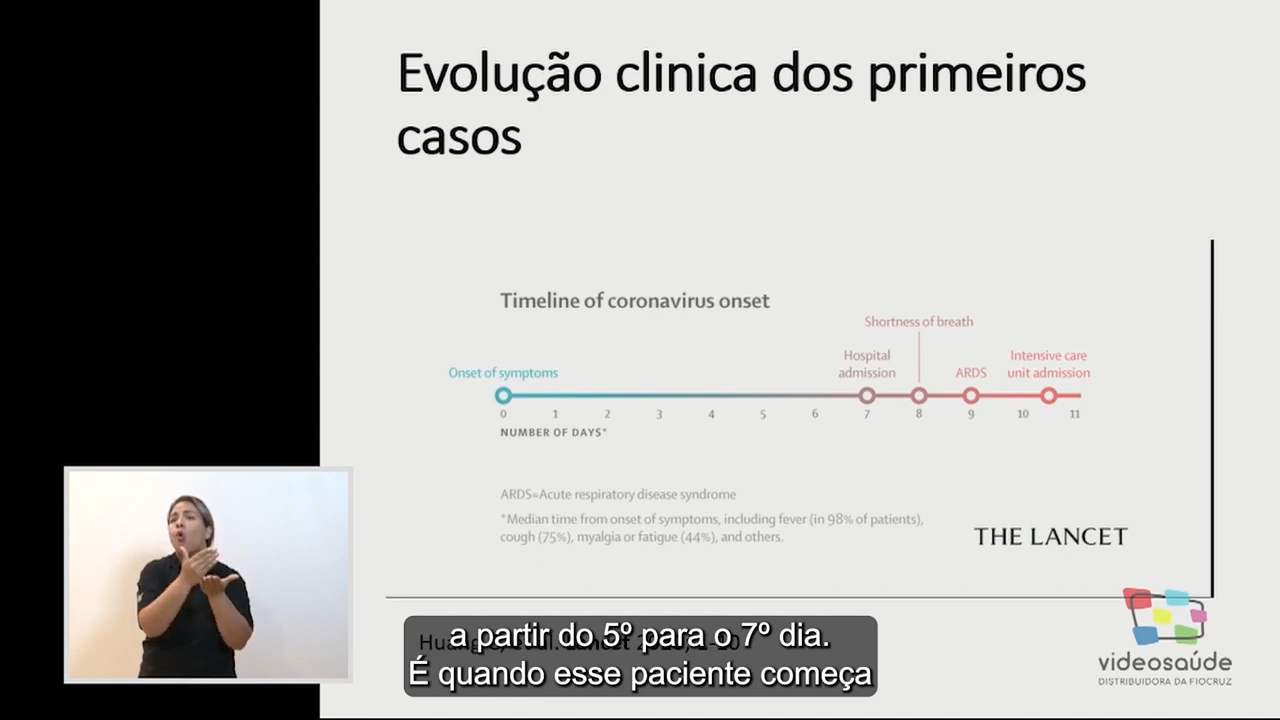 Evolução clinica dos primeiros
casos
Timeline of coronavirus onset
Shortness of breath
Hospital
admission
Intensive care
unit admission
Onset of symptoms
ARDS
0 1 2 3 4 5 6 7 8 9 10 11
NUMBER OF DAYS*
ARDS=Acute respiratory disease syndrome
*Median time from onset of symptoms, including fever (in 98% of patients),
cough (75%), myalgia or fatigue (44%), and others.
THE LANCET
a partir do 5º para o 7º dia.
É quando esse paciente começa
videosaúde
DISTRIBUIDORA DA FIOCRUZ